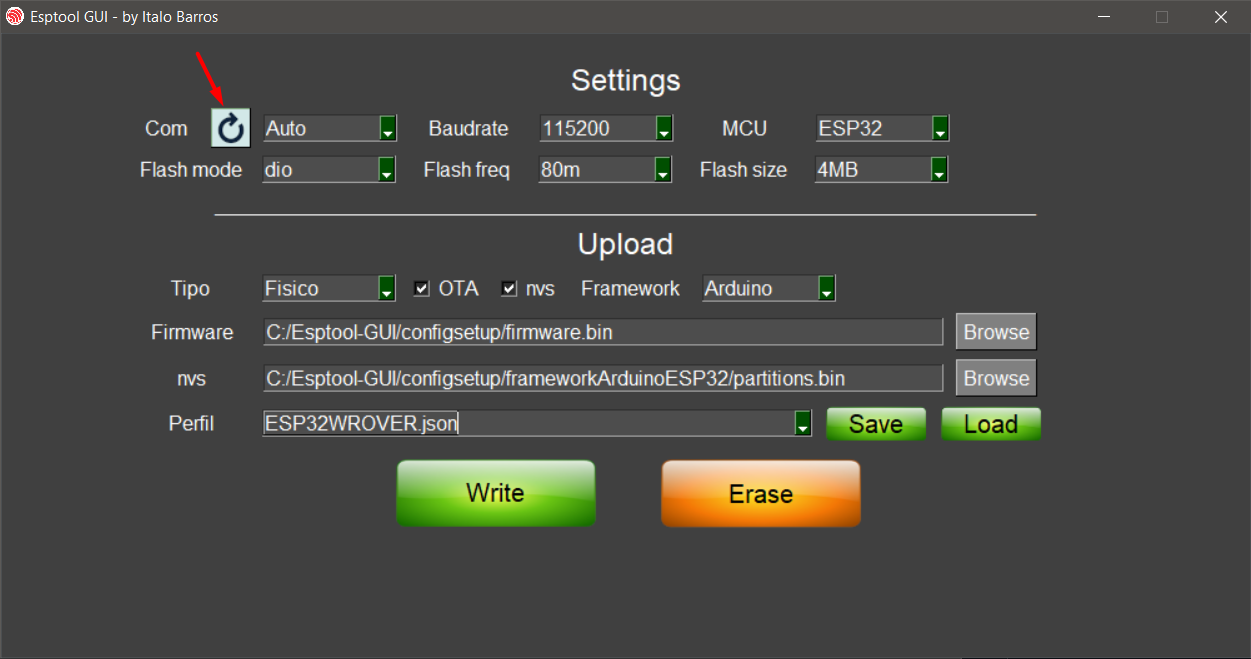 Esptool GUI - by Italo Barros
Settings
Com Auto Baudrate 115200 MCU ESP32
Flash mode dio Flash freq 80m Flash size 4MB
Upload
Tipo Fisico OTA nvs Framework Arduino
Firmware C:/Esptool-GUI/configsetup/firmware.bin Browse
nvs C:/Esptool-GUI/configsetup/frameworkArduinoESP32/partitions.bin Browse
Perfil ESP32WROVER.json Save Load
Write Erase